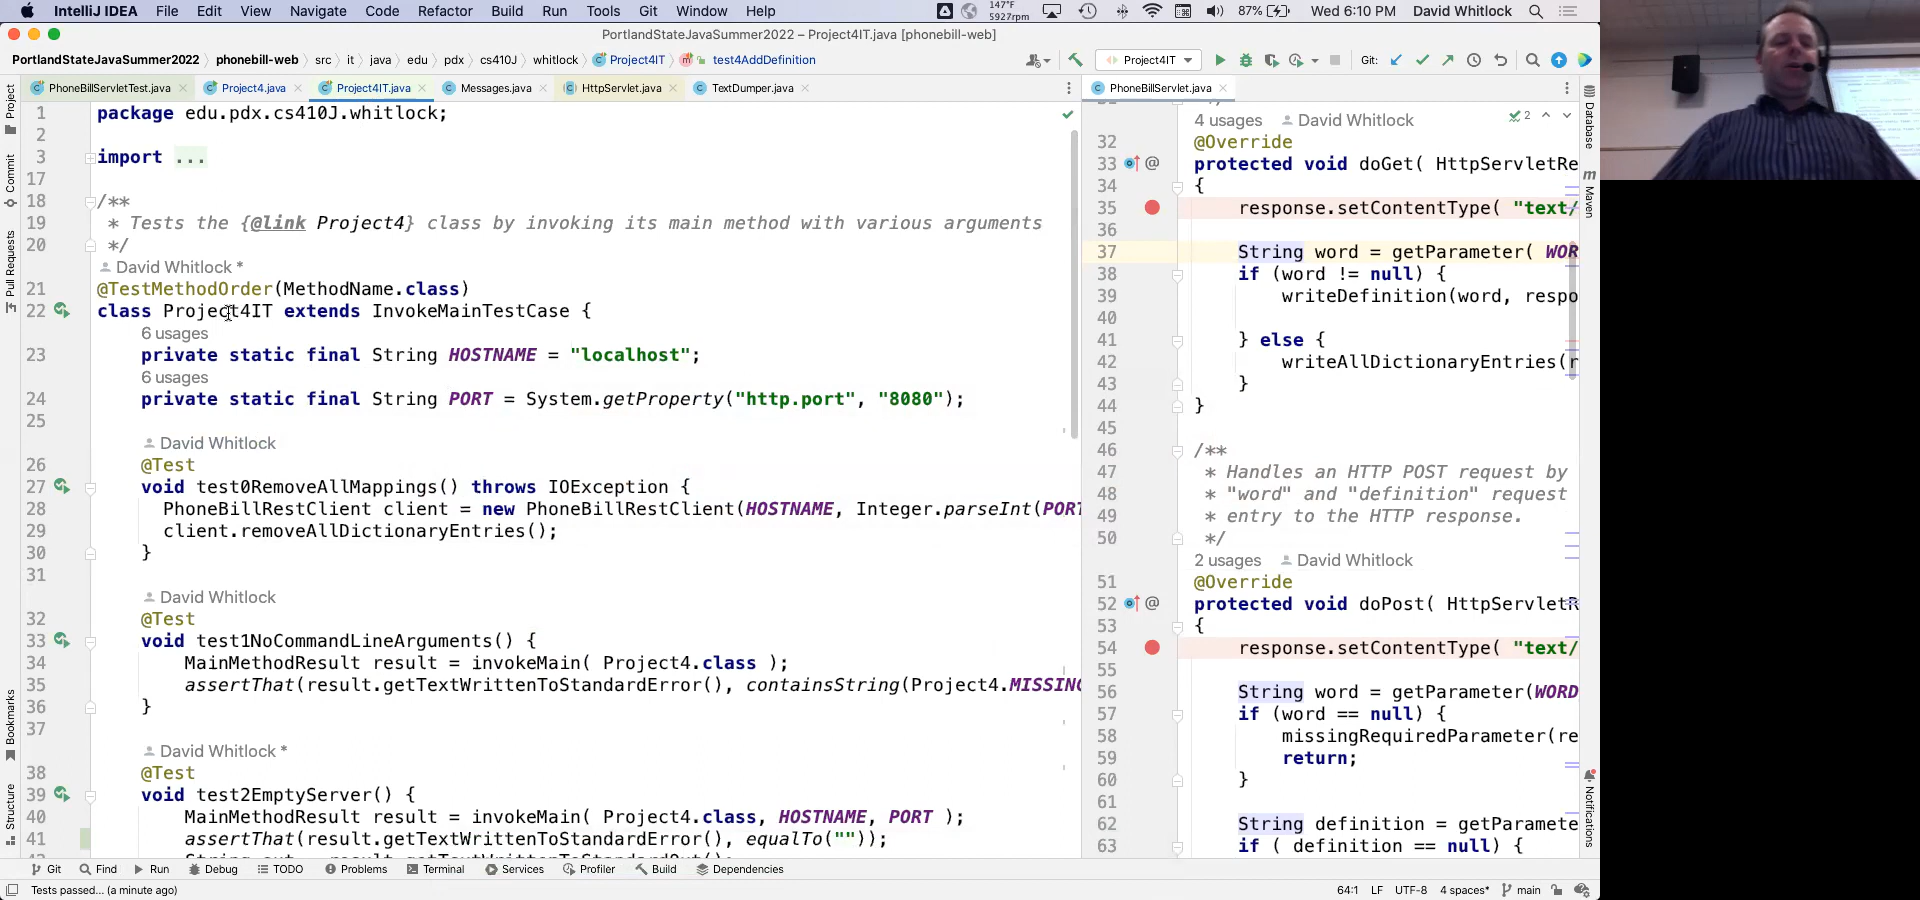 IntelliJ IDEA File Edit View Navigate Code Refactor Build Run Tools Git Window Help 147°F 5927rpm 87% Wed 6:10 PM David Whitlock
PortlandStateJavaSummer2022 – Project4IT.java [phonebill-web]
PortlandStateJavaSummer2022 phonebill-web src it java edu pdx cs410J whitlock Project4IT test4AddDefinition Project4IT Git:
PhoneBillServletTest.java Project4.java Project4IT.java Messages.java HttpServlet.java TextDumper.java
1 package edu.pdx.cs410J.whitlock;
2
3 import ...
17
18 /**
19 * Tests the {@link Project4} class by invoking its main method with various arguments
20 */
David Whitlock *
21 @TestMethodOrder(MethodName.class)
22 class Project4IT extends InvokeMainTestCase {
6 usages
23 private static final String HOSTNAME = "localhost";
6 usages
24 private static final String PORT = System.getProperty("http.port", "8080");
25
David Whitlock
26 @Test
27 void test0RemoveAllMappings() throws IOException {
28 PhoneBillRestClient client = new PhoneBillRestClient(HOSTNAME, Integer.parseInt(PORT
29 client.removeAllDictionaryEntries();
30 }
31
David Whitlock
32 @Test
33 void test1NoCommandLineArguments() {
34 MainMethodResult result = invokeMain( Project4.class );
35 assertThat(result.getTextWrittenToStandardError(), containsString(Project4.MISSING
36 }
37
David Whitlock *
38 @Test
39 void test2EmptyServer() {
40 MainMethodResult result = invokeMain( Project4.class, HOSTNAME, PORT );
41 assertThat(result.getTextWrittenToStandardError(), equalTo(""));
PhoneBillServlet.java
4 usages David Whitlock 2
32 @Override
33 protected void doGet( HttpServletRe
34 {
35 response.setContentType( "text/
36
37 String word = getParameter( WOR
38 if (word != null) {
39 writeDefinition(word, respo
40
41 } else {
42 writeAllDictionaryEntries(r
43 }
44 }
45
46 /**
47 * Handles an HTTP POST request by
48 * "word" and "definition" request
49 * entry to the HTTP response.
50 */
2 usages David Whitlock
51 @Override
52 protected void doPost( HttpServletR
53 {
54 response.setContentType( "text/
55
56 String word = getParameter(WORD
57 if (word == null) {
58 missingRequiredParameter(re
59 return;
60 }
61
62 String definition = getParamete
63 if ( definition == null) {
Project
Commit
Pull Requests
Bookmarks
Structure
Database
Maven
Notifications
Git Find Run Debug TODO Problems Terminal Services Profiler Build Dependencies
Tests passed... (a minute ago) 64:1 LF UTF-8 4 spaces* main